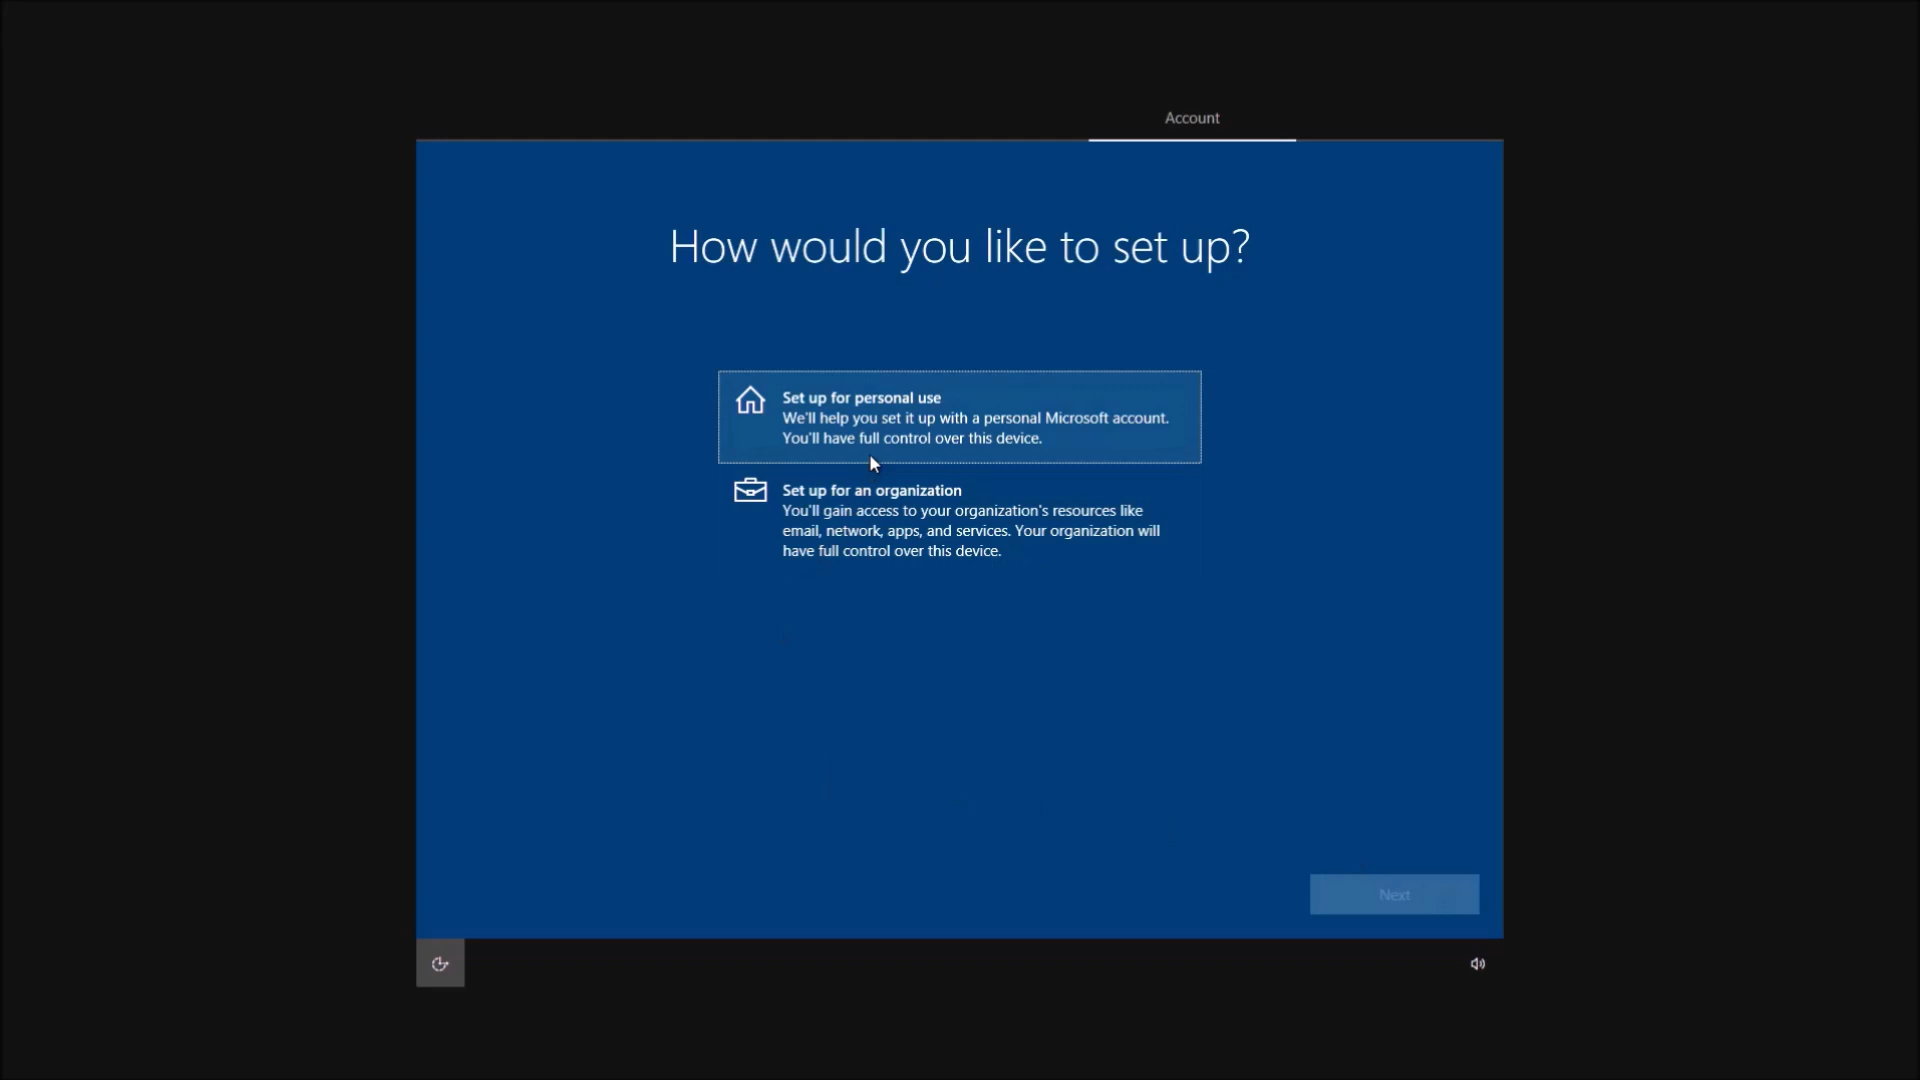 Account
How would you like to set up?
Set up for personal use
We'll help you set it up with a personal Microsoft account.
You'll have full control over this device.
Set up for an organization
You'll gain access to your organization's resources like
email, network, apps, and services. Your organization will
have full control over this device.
Next